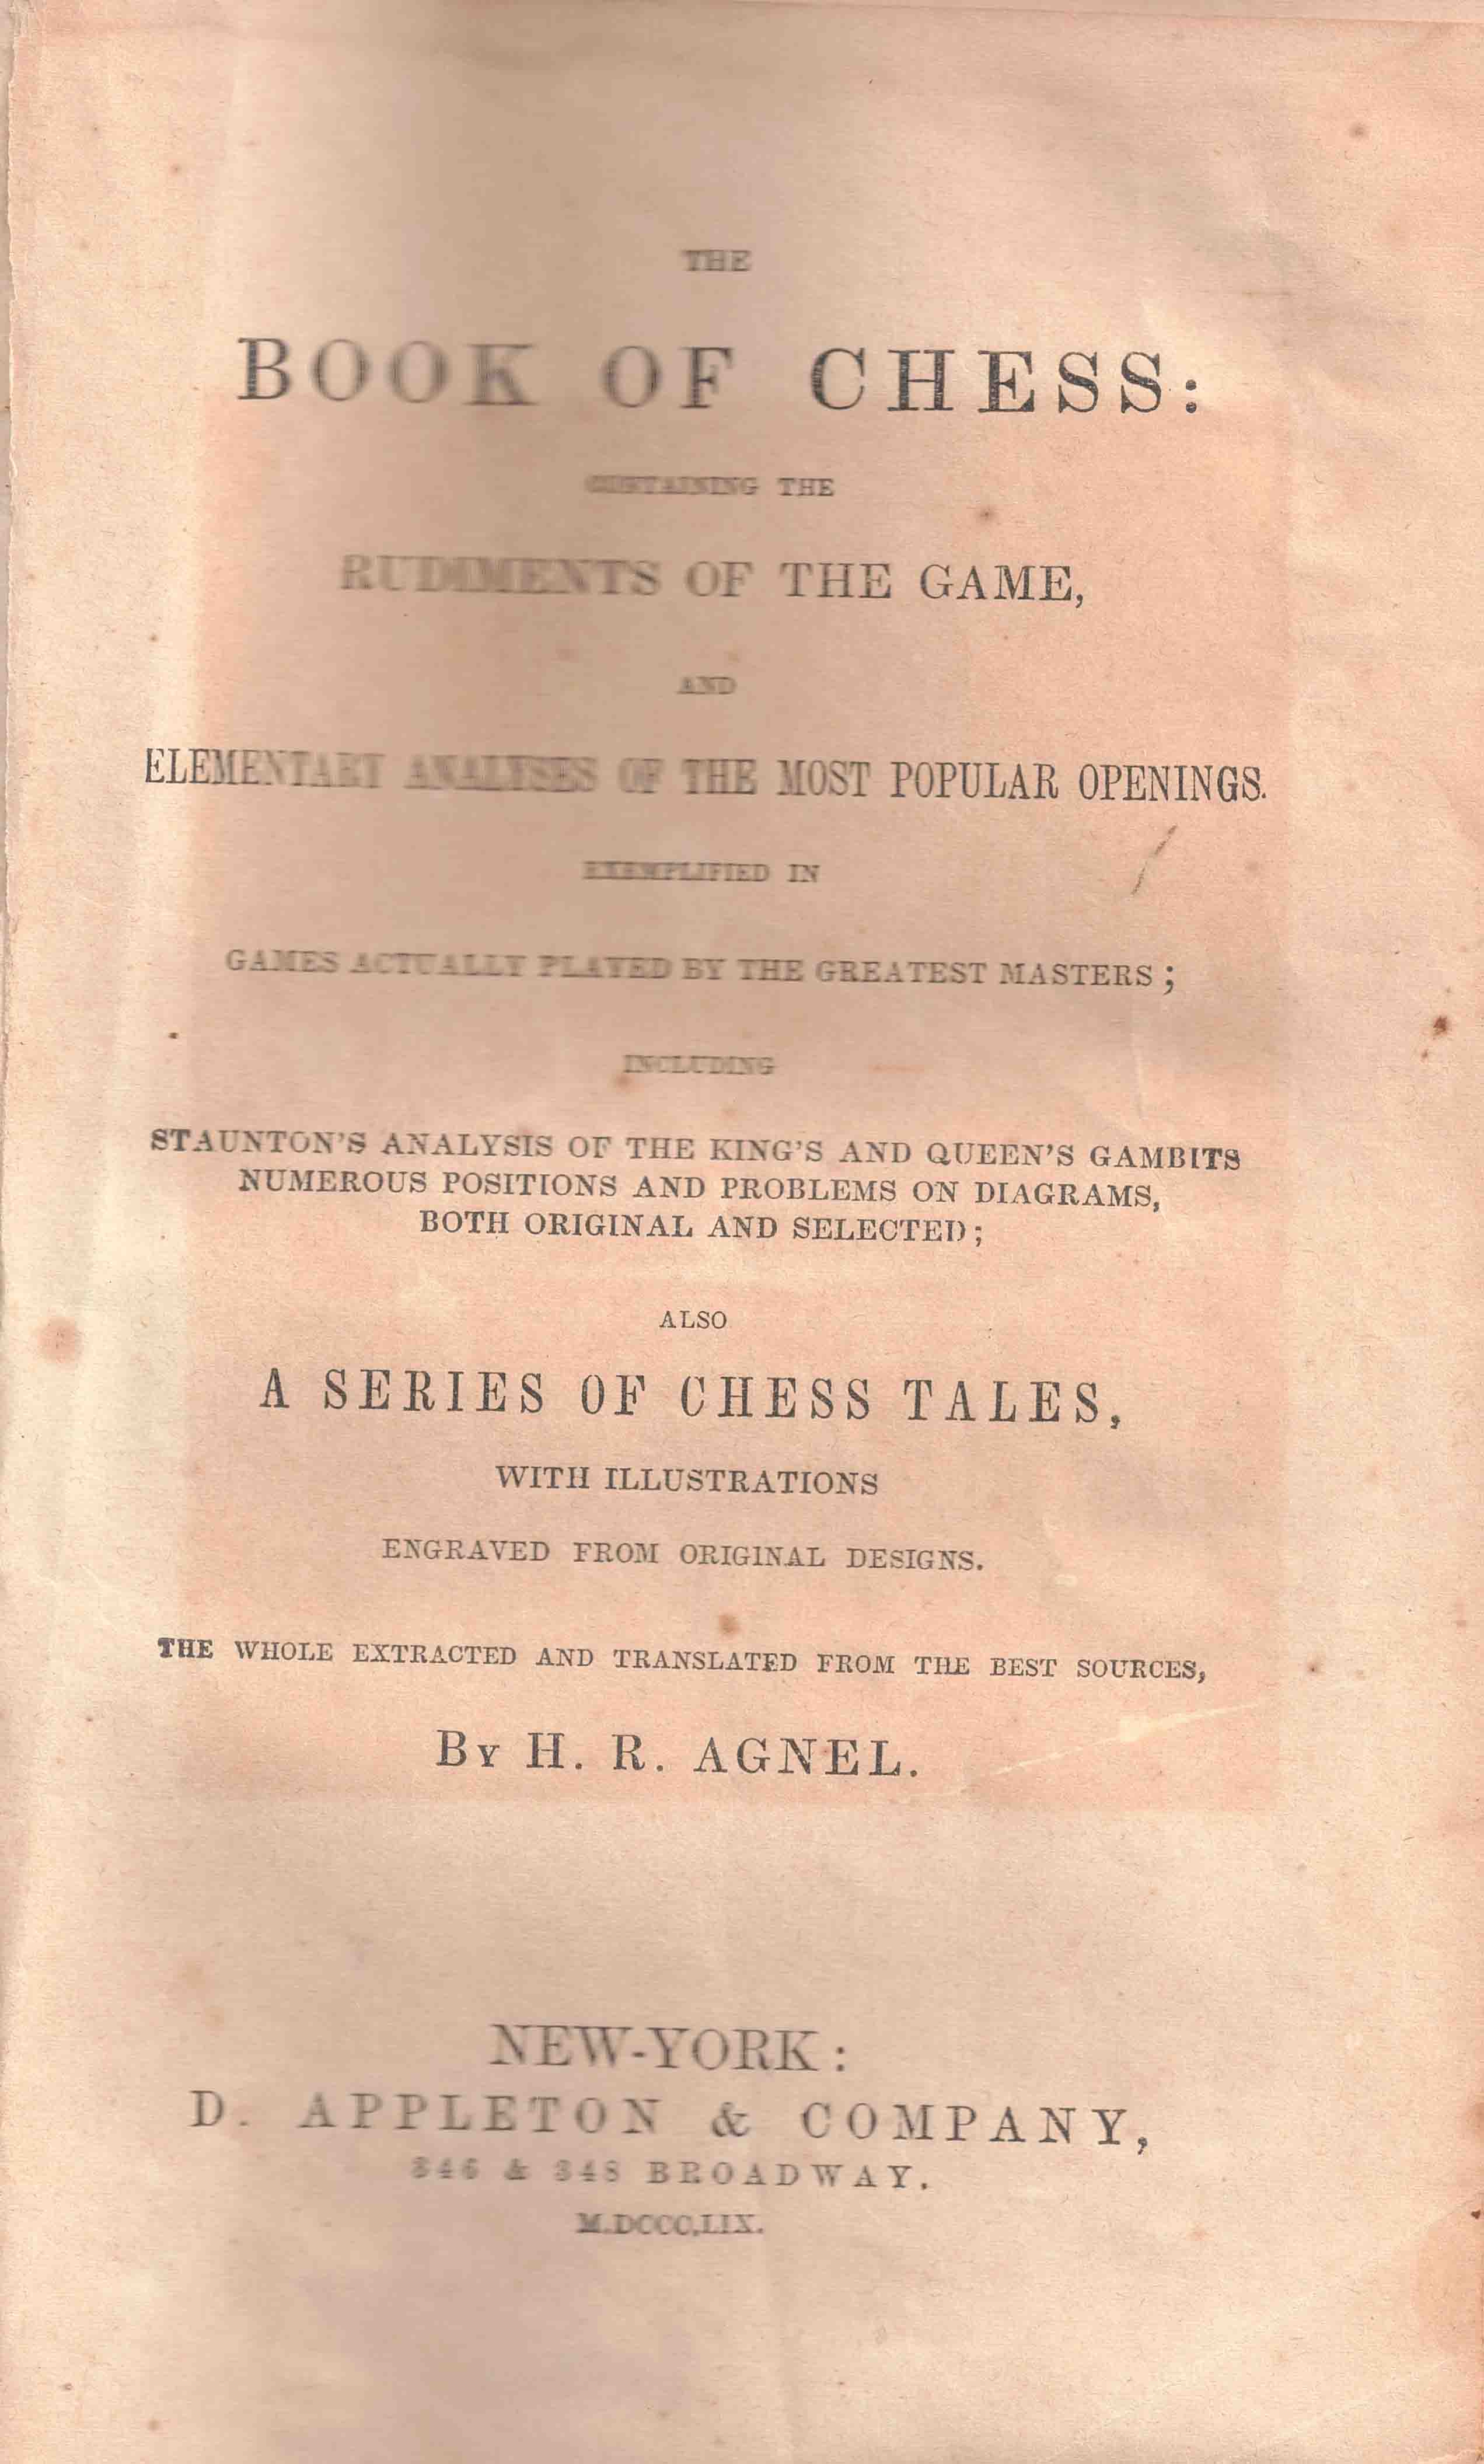 THE
BOOK OF CHESS:
CONTAINING THE
RUDIMENTS OF THE GAME,
AND
ELEMENTARY ANALYSES OF THE MOST POPULAR OPENINGS.
EXEMPLIFIED IN
GAMES ACTUALLY PLAYED BY THE GREATEST MASTERS;
INCLUDING
STAUNTON'S ANALYSIS OF THE KING'S AND QUEEN'S GAMBITS
NUMEROUS POSITIONS AND PROBLEMS ON DIAGRAMS,
BOTH ORIGINAL AND SELECTED;
ALSO
A SERIES OF CHESS TALES,
WITH ILLUSTRATIONS
ENGRAVED FROM ORIGINAL DESIGNS.
THE WHOLE EXTRACTED AND TRANSLATED FROM THE BEST SOURCES,
BY H. R. AGNEL.
NEW-YORK:
D. APPLETON & COMPANY,
346 & 348 BROADWAY.
M.DCCC,LIX.